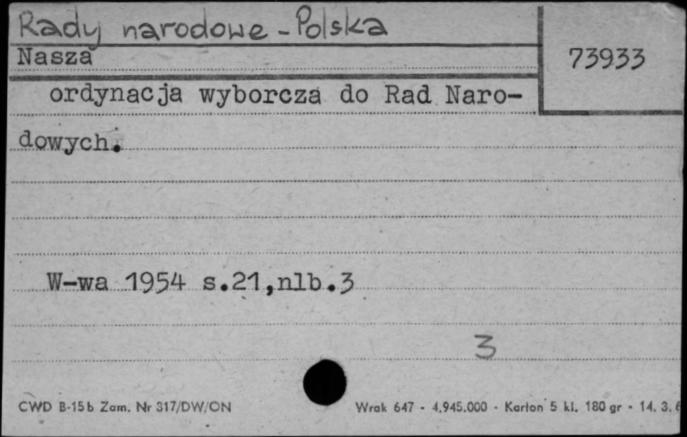 Rady narodowe - Polska
Nasza
73933
ordynacja wyborcza do Rad Naro-
dowych.
W-wa 1954 s.21,nlb.3
3
CWD B-15b Zam. Nr 317/DW/ON
Wrak 647 - 4.945.000 - Karton 5 kl. 180 gr - 14. 3.